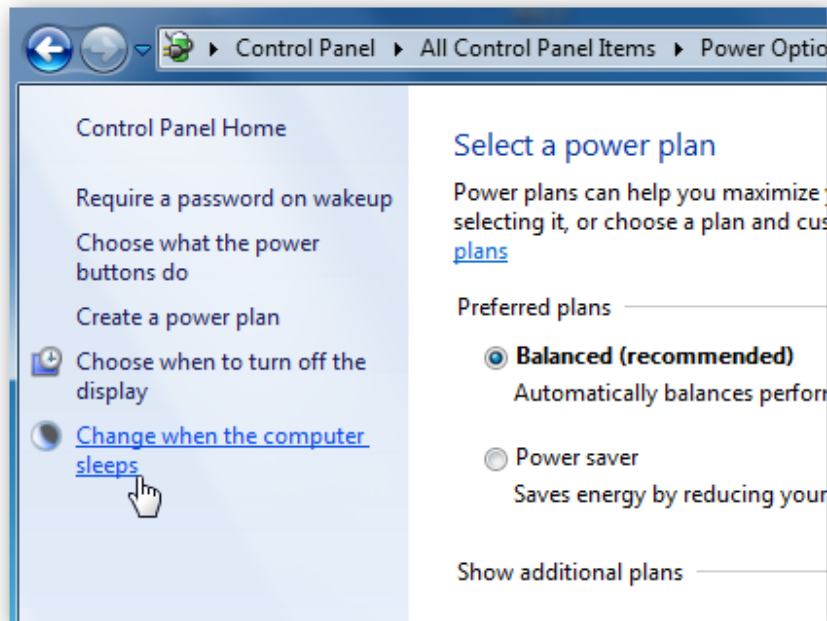 Control Panel All Control Panel Items Power Optio
Control Panel Home
Require a password on wakeup
Choose what the power
buttons do
Create a power plan
Choose when to turn off the
display
Change when the computer
sleeps
Select a power plan
Power plans can help you maximize
selecting it, or choose a plan and cus
plans
Preferred plans
Balanced (recommended)
Automatically balances perfor
Power saver
Saves energy by reducing your
Show additional plans